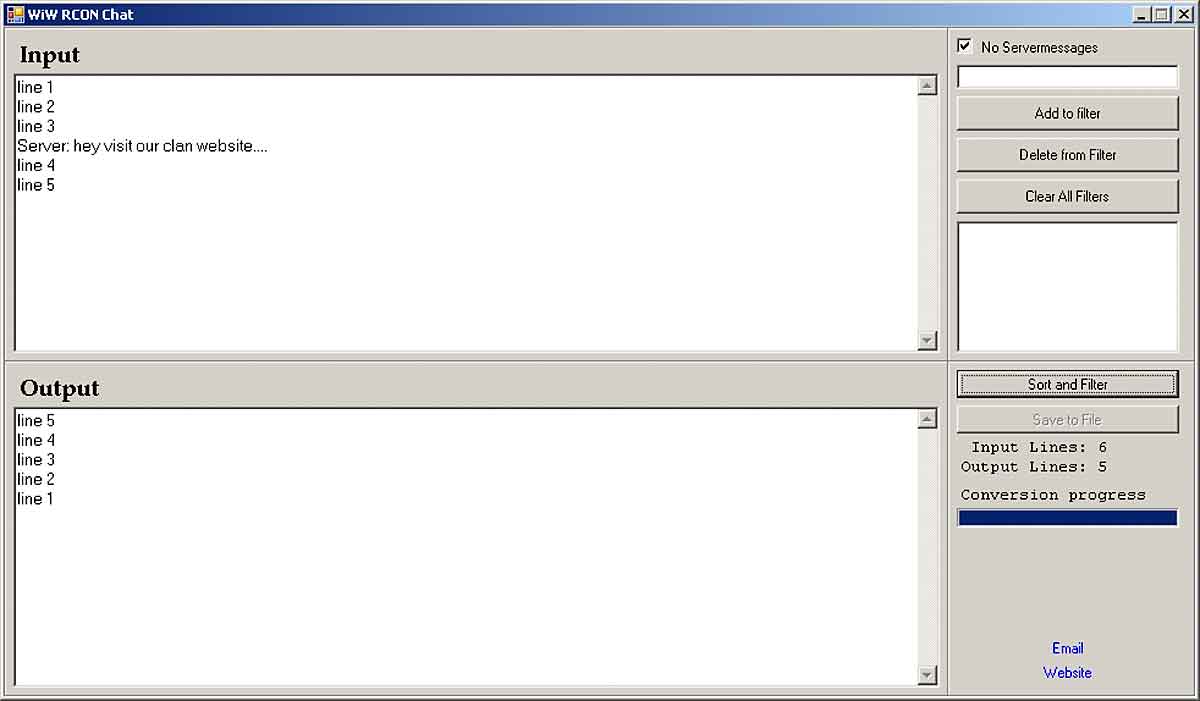 WiW RCON Chat
Input
line 1
line 2
line 3
Server: hey visit our clan website....
line 4
line 5
No Servermessages
Add to filter
Delete from Filter
Clear All Filters
Output
line 5
line 4
line 3
line 2
line 1
Sort and Filter
Save to File
Input Lines: 6
Output Lines: 5
Conversion progress
Email
Website